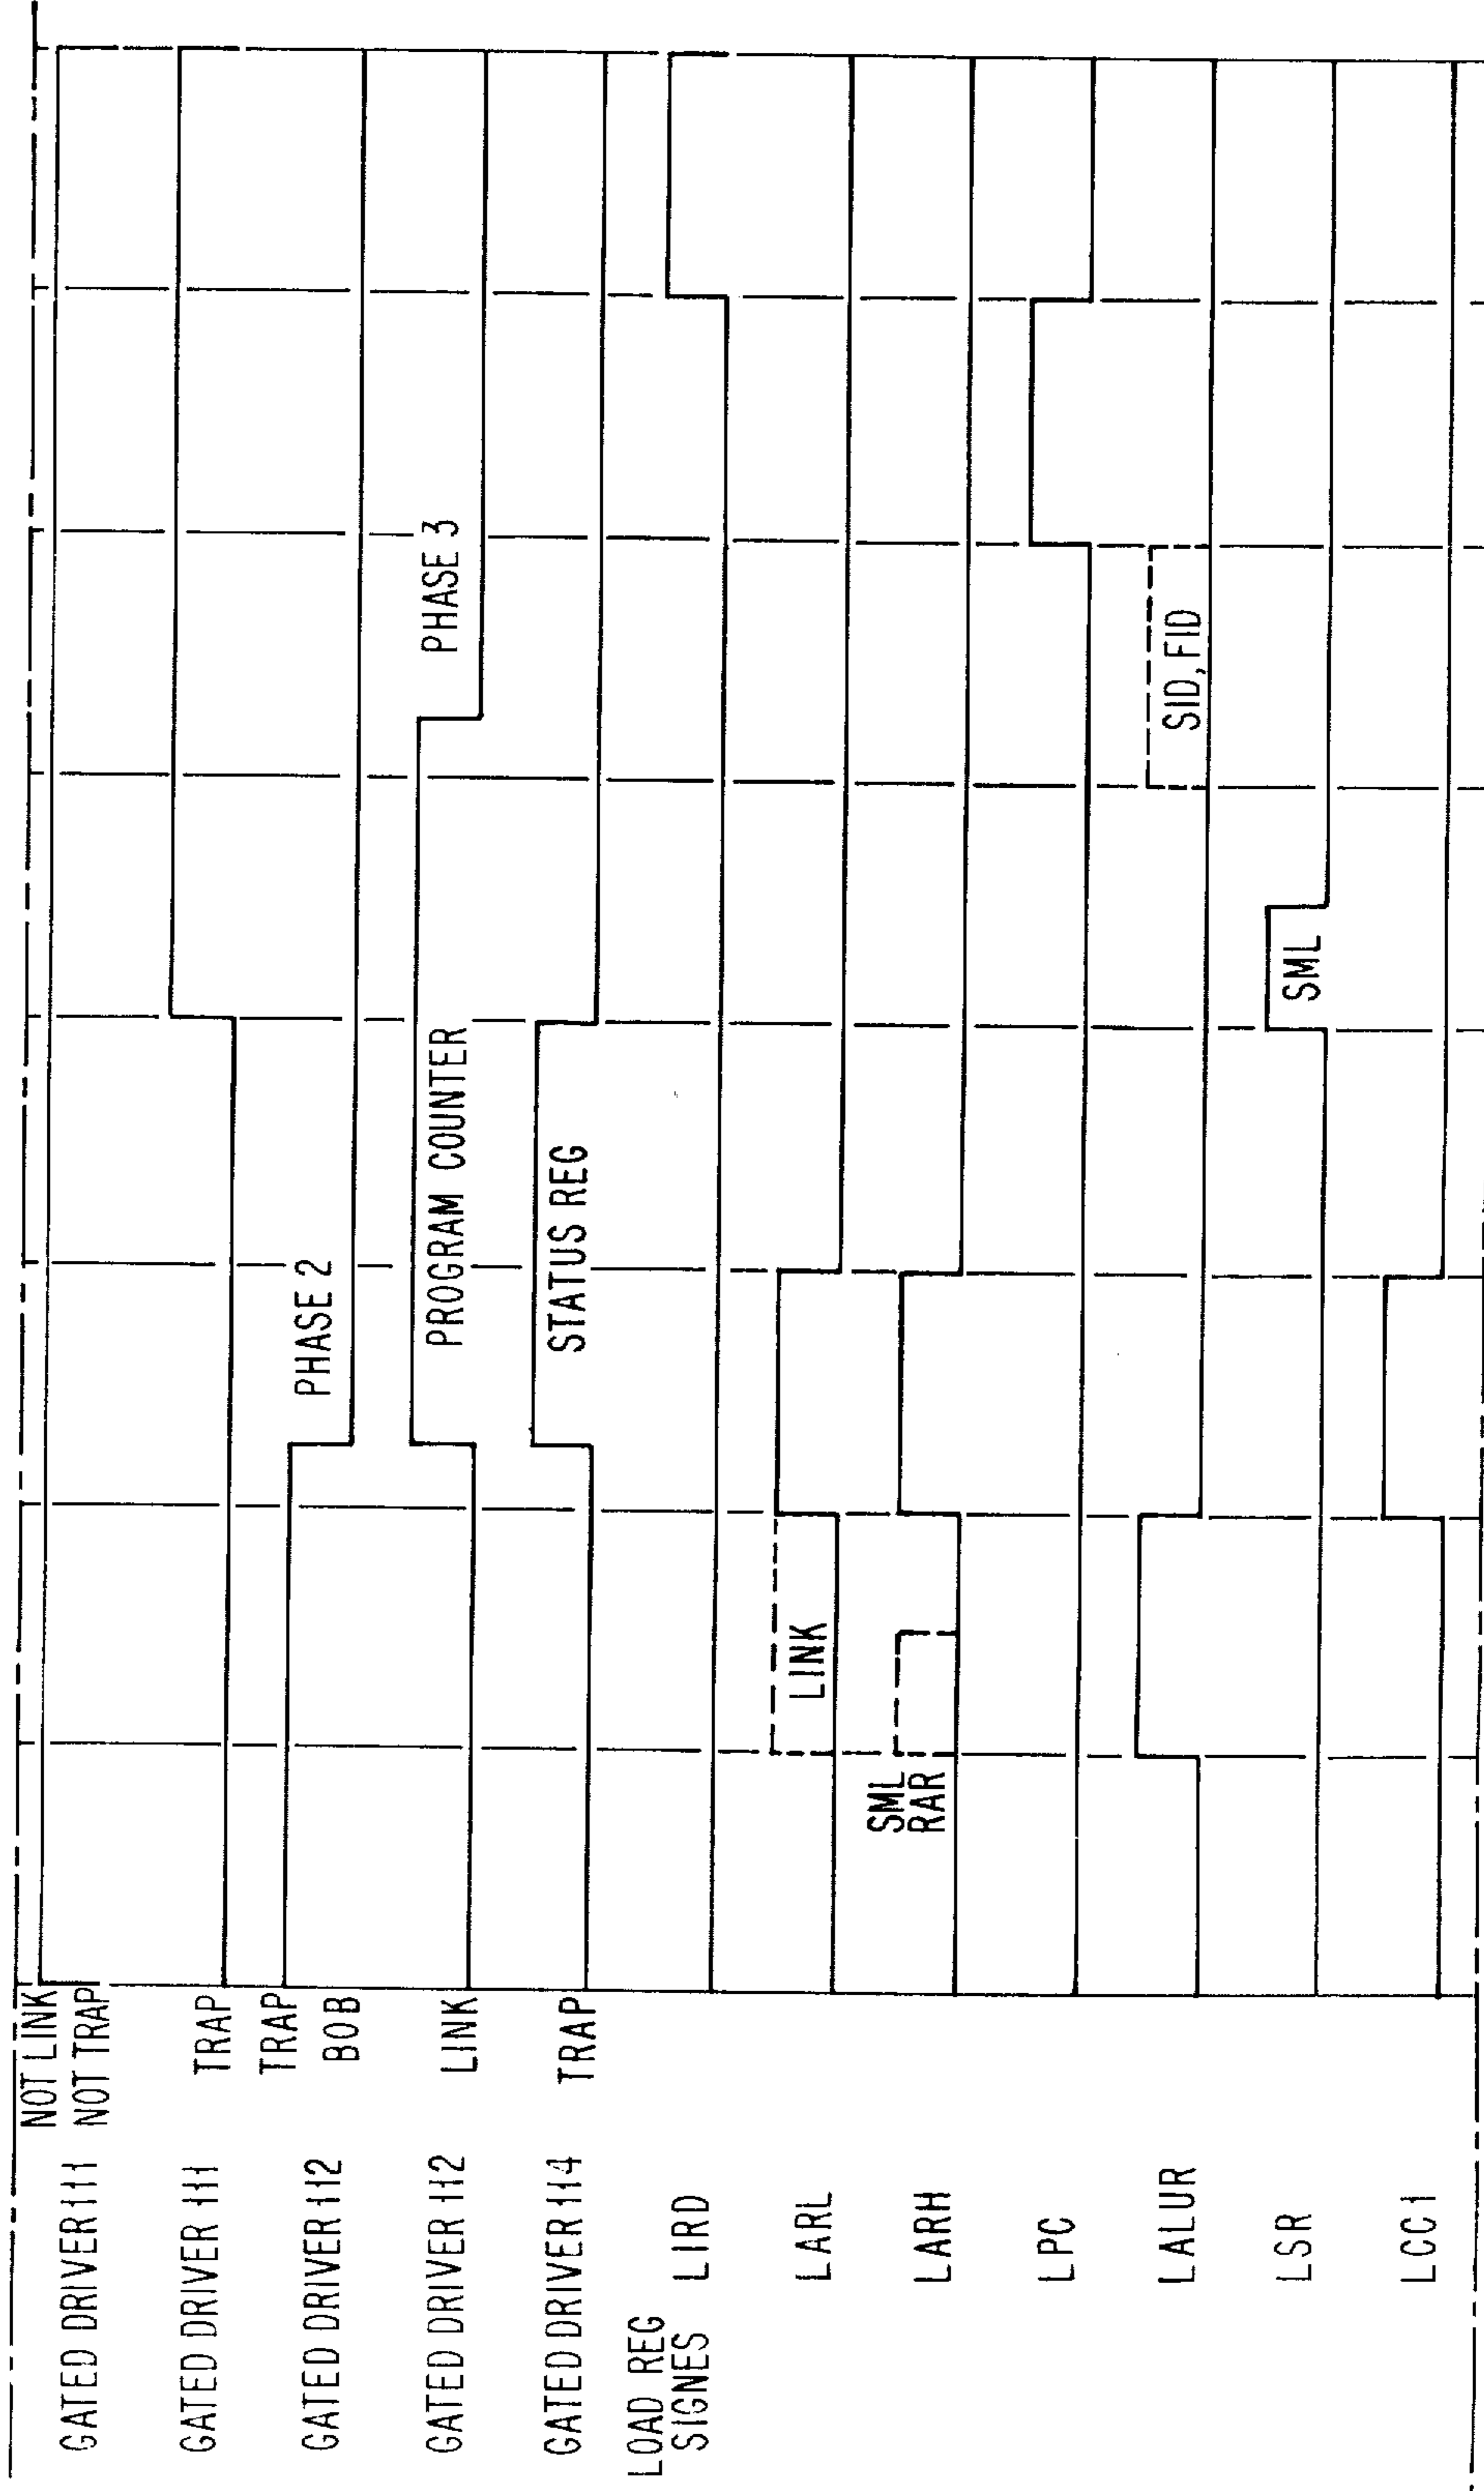 NOT LINK
GATED DRIVER 111 NOT TRAP
GATED DRIVER 111 TRAP
TRAP
GATED DRIVER 112 BOB PHASE 2
GATED DRIVER 112 LINK PROGRAM COUNTER PHASE 3
GATED DRIVER 114 TRAP STATUS REG
LOAD REG
SIGNES LIRD
LARL LINK
SML
LARH RAR
LPC
LALUR SID, FID
LSR SML
LCC1